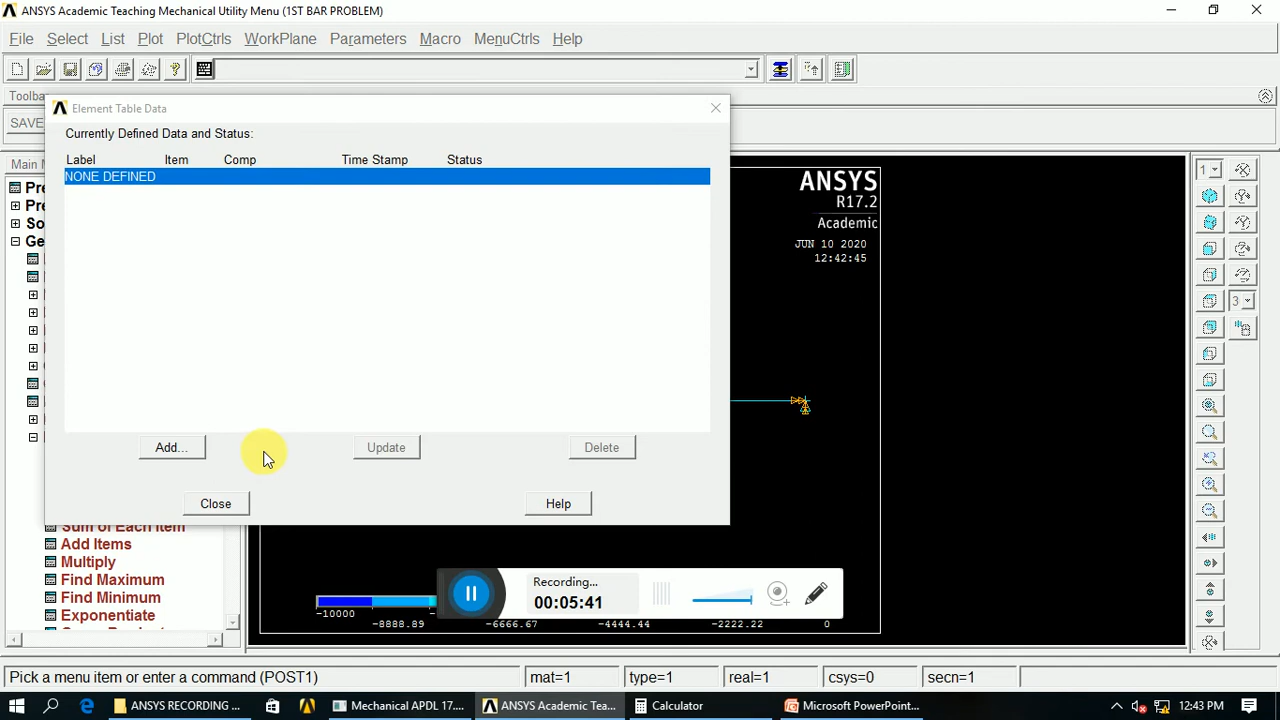 ANSYS Academic Teaching Mechanical Utility Menu (1ST BAR PROBLEM)
File Select List Plot PlotCtrls WorkPlane Parameters Macro MenuCtrls Help
Element Table Data
Currently Defined Data and Status:
Label Item Comp Time Stamp Status
NONE DEFINED
Add... Update Delete
Close Help
SAVE
ANSYS
R17.2
Academic
JUN 10 2020
12:42:45
1
3
Sum of Each Item
Add Items
Multiply
Find Maximum
Find Minimum
Exponentiate
Recording...
00:05:41
-10000
-8888.89 -6666.67 -4444.44 -2222.22 0
Pick a menu item or enter a command (POST1) mat=1 type=1 real=1 csys=0 secn=1
ANSYS RECORDING ... Mechanical APDL 17.... ANSYS Academic Tea... Calculator Microsoft PowerPoint... 12:43 PM